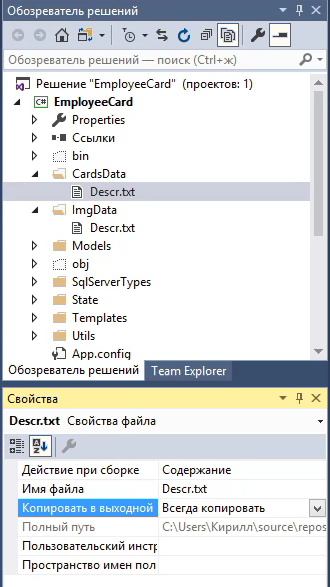 Обозреватель решений
Обозреватель решений — поиск (Ctrl+ж)
Решение "EmployeeCard" (проектов: 1)
C# EmployeeCard
Properties
Ссылки
bin
CardsData
Descr.txt
ImgData
Descr.txt
Models
obj
SqlServerTypes
State
Templates
Utils
App.config
Обозреватель решений Team Explorer
Свойства
Descr.txt Свойства файла
Действие при сборке Содержание
Имя файла Descr.txt
Копировать в выходной Всегда копировать
Полный путь C:\Users\Кирилл\source\repos
Пользовательский инстр
Пространство имен пол